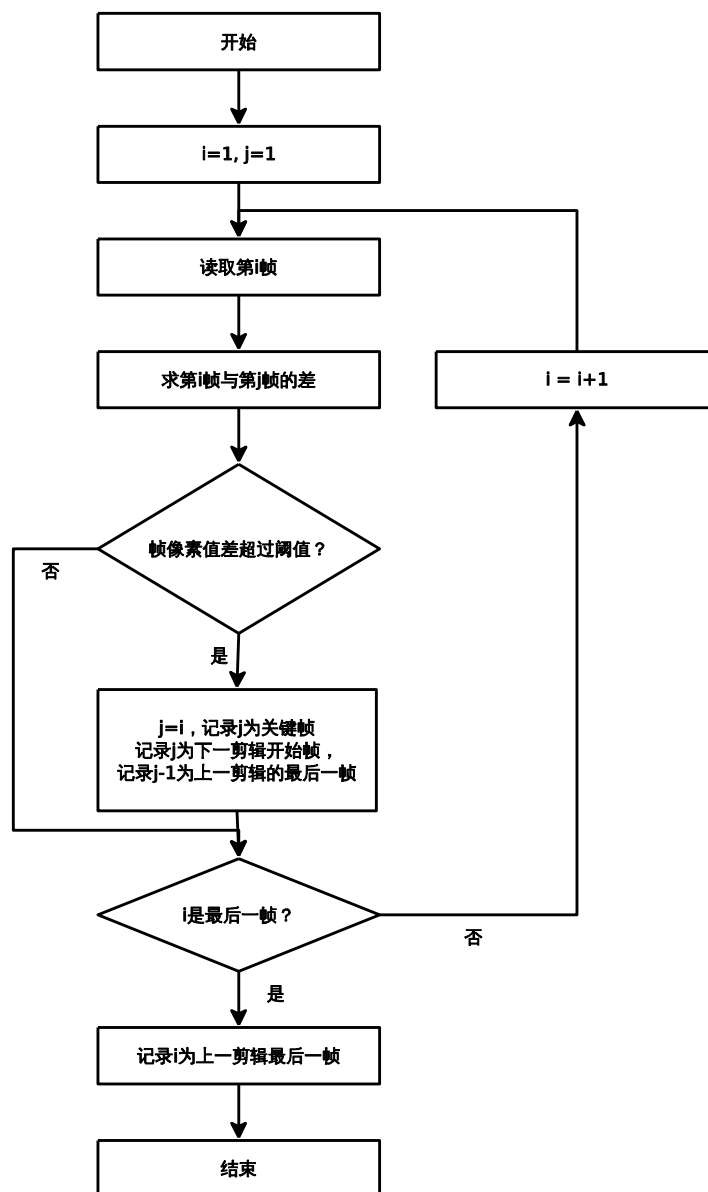 开始
i=1, j=1
读取第i帧
求第i帧与第j帧的差
i = i+1
帧像素值差超过阈值？
否
是
j=i，记录j为关键帧
记录j为下一剪辑开始帧，
记录j-1为上一剪辑的最后一帧
i是最后一帧？
否
是
记录i为上一剪辑最后一帧
结束